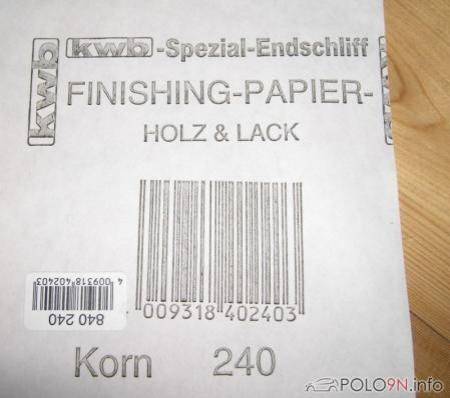 kwb
kwb-Spezial-Endschliff
FINISHING-PAPIER-
HOLZ & LACK
009318 402403
4 009318 402403
840 240
Korn 240
POLO9N.info